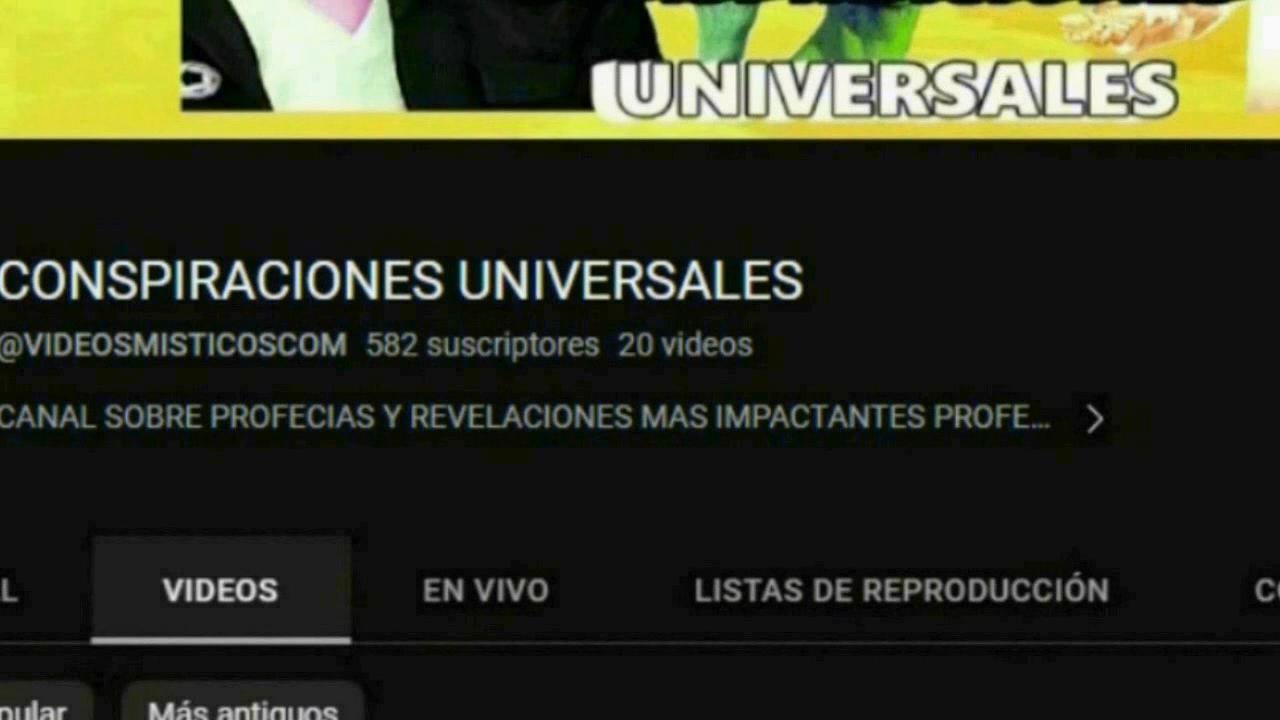 UNIVERSALES
CONSPIRACIONES UNIVERSALES
@VIDEOSMISTICOSCOM 582 suscriptores 20 videos
CANAL SOBRE PROFECIAS Y REVELACIONES MAS IMPACTANTES PROFE...
L VIDEOS EN VIVO LISTAS DE REPRODUCCIÓN
pular Más antiguos